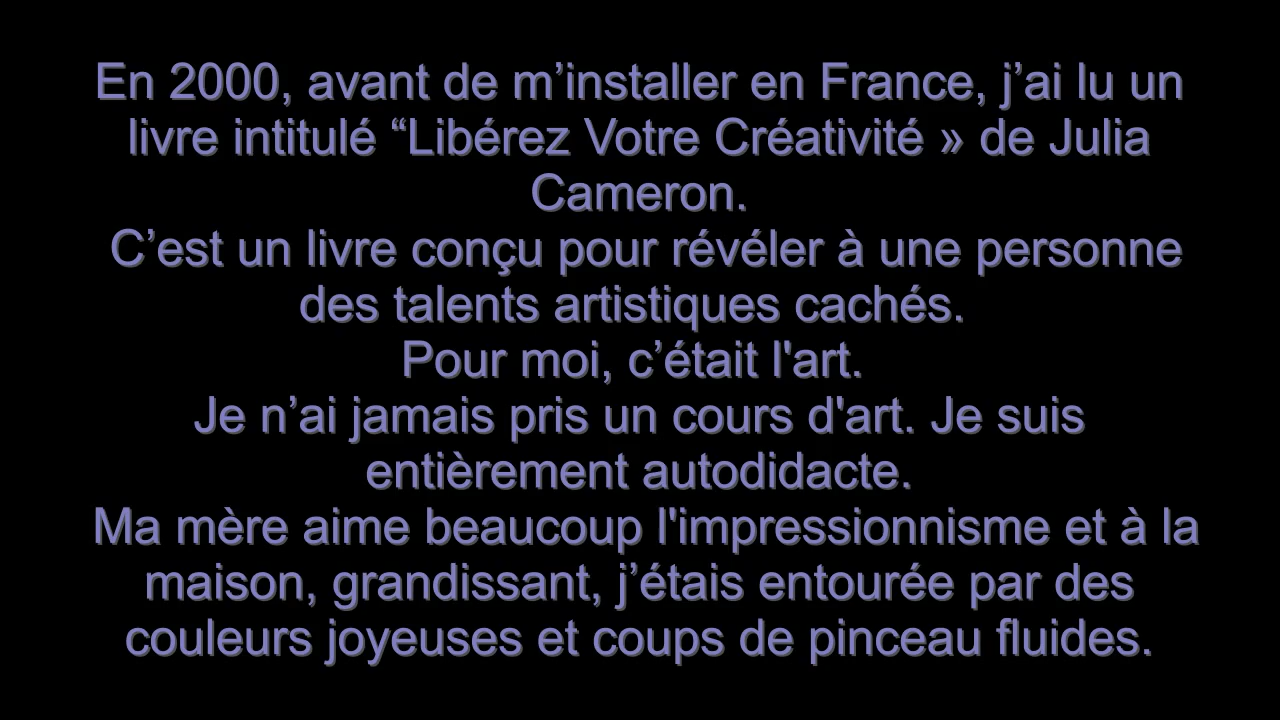 En 2000, avant de m’installer en France, j’ai lu un
livre intitulé “Libérez Votre Créativité » de Julia
Cameron.
C’est un livre conçu pour révéler à une personne
des talents artistiques cachés.
Pour moi, c’était l'art.
Je n’ai jamais pris un cours d'art. Je suis
entièrement autodidacte.
Ma mère aime beaucoup l'impressionnisme et à la
maison, grandissant, j’étais entourée par des
couleurs joyeuses et coups de pinceau fluides.